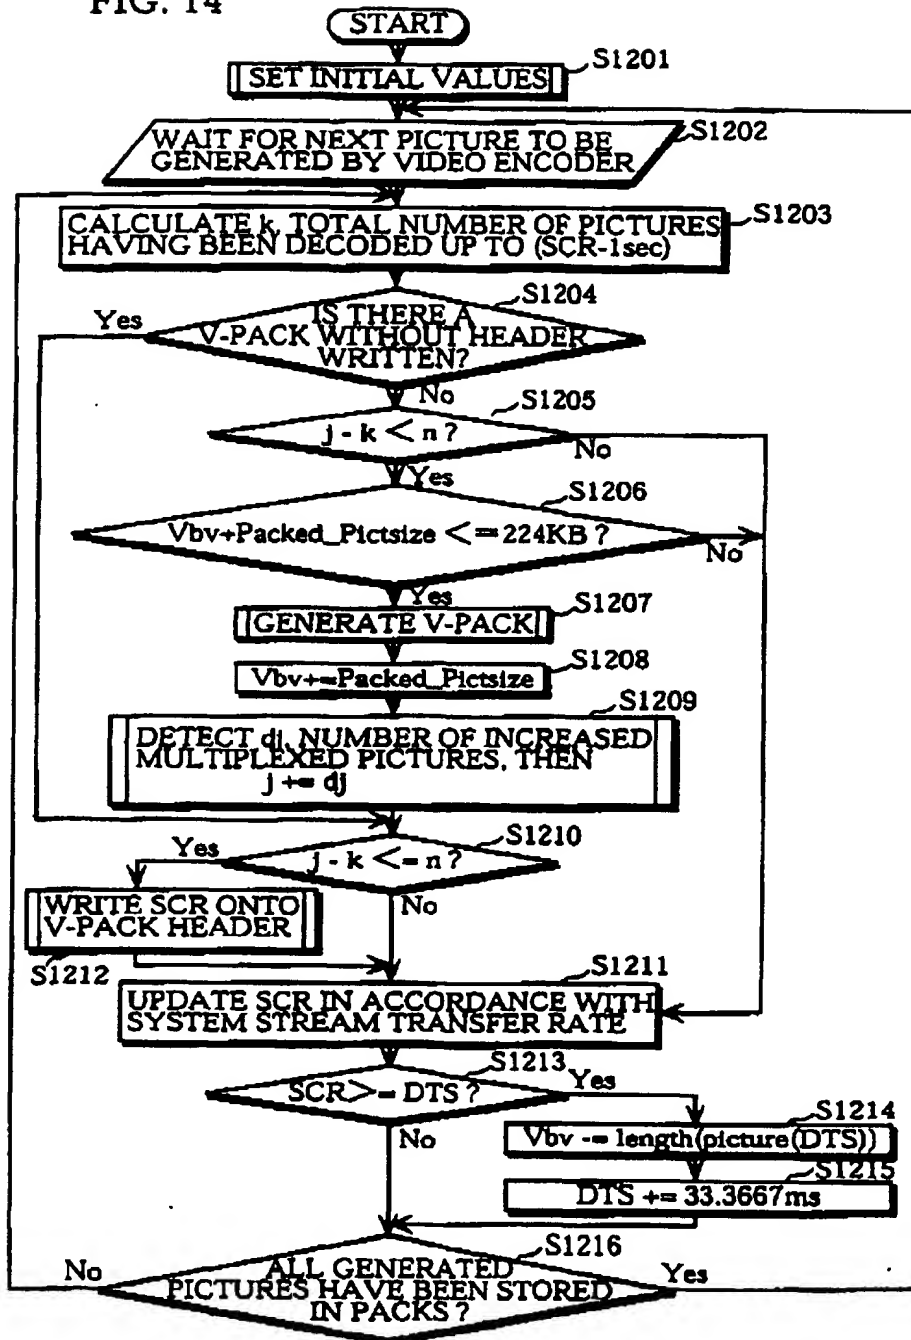 FIG. 14
START
SET INITIAL VALUES
S1201
WAIT FOR NEXT PICTURE TO BE
GENERATED BY VIDEO ENCODER
S1202
CALCULATE k, TOTAL NUMBER OF PICTURES
HAVING BEEN DECODED UP TO (SCR-1sec)
S1203
S1204
IS THERE A
V-PACK WITHOUT HEADER
WRITTEN?
Yes
No
S1205
j - k < n ?
No
Yes
S1206
Vbv+Packed_Pictsize <=224KB ?
No
Yes
GENERATE V-PACK
S1207
Vbv+=Packed_Pictsize
S1208
S1209
DETECT dj, NUMBER OF INCREASED
MULTIPLEXED PICTURES, THEN
j += dj
S1210
j - k <= n ?
Yes
No
WRITE SCR ONTO
V-PACK HEADER
S1212
S1211
UPDATE SCR IN ACCORDANCE WITH
SYSTEM STREAM TRANSFER RATE
S1213
SCR>= DTS ?
Yes
No
S1214
Vbv -= length(picture(DTS))
S1215
DTS += 33.3667ms
S1216
ALL GENERATED
PICTURES HAVE BEEN STORED
IN PACKS ?
No
Yes